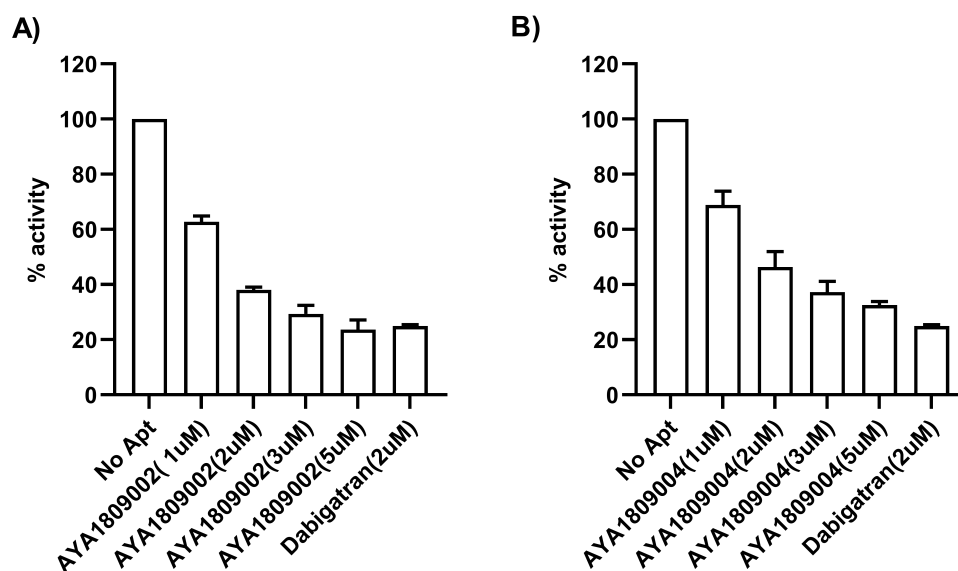 A)
% activity
120
100
80
60
40
20
0
No Apt
AYA1809002( 1uM)
AYA1809002(2uM)
AYA1809002(3uM)
AYA1809002(5uM)
Dabigatran(2uM)
B)
% activity
120
100
80
60
40
20
0
No Apt
AYA1809004(1uM)
AYA1809004(2uM)
AYA1809004(3uM)
AYA1809004(5uM)
Dabigatran(2uM)